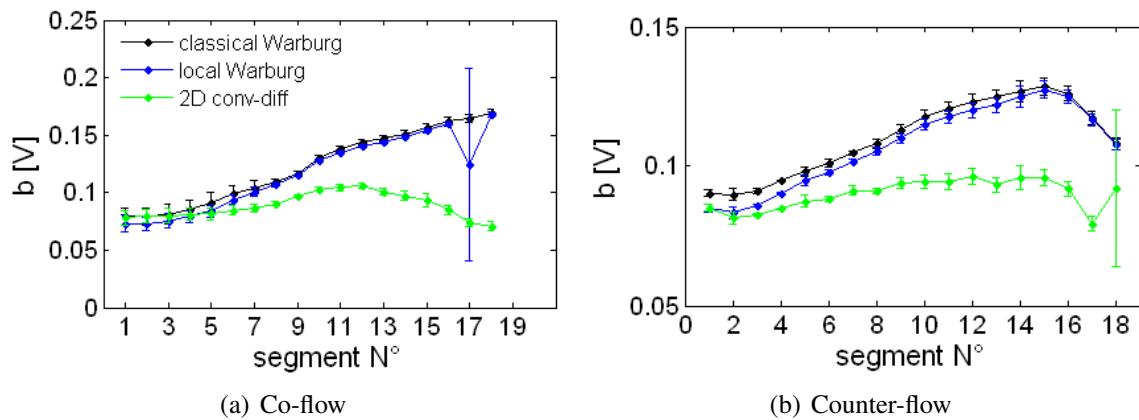 0.25
0.2
0.15
0.1
0.05
0
b [V]
classical Warburg
local Warburg
2D conv-diff
1 3 5 7 9 11 13 15 17 19
segment N°
(a) Co-flow
0.15
0.1
0.05
b [V]
0 2 4 6 8 10 12 14 16 18
segment N°
(b) Counter-flow